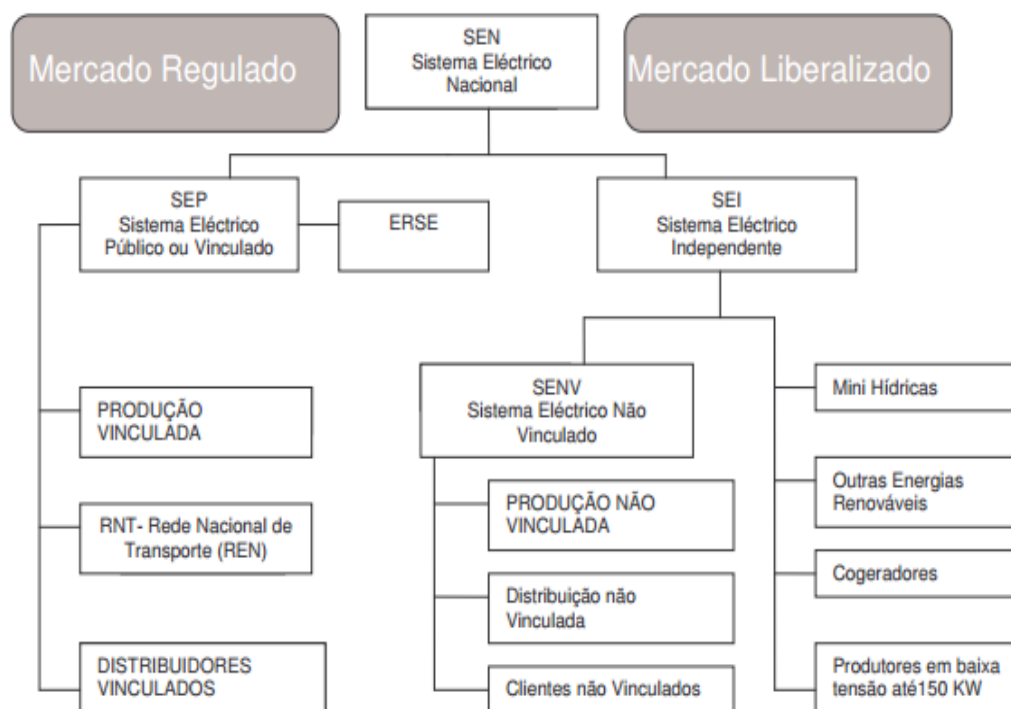 Mercado Regulado
SEN
Sistema Eléctrico
Nacional
Mercado Liberalizado
SEP
Sistema Eléctrico
Público ou Vinculado
ERSE
SEI
Sistema Eléctrico
Independente
PRODUÇÃO
VINCULADA
RNT- Rede Nacional de
Transporte (REN)
DISTRIBUIDORES
VINCULADOS
SENV
Sistema Eléctrico Não
Vinculado
PRODUÇÃO NÃO
VINCULADA
Distribuição não
Vinculada
Clientes não Vinculados
Mini Hídricas
Outras Energias
Renováveis
Cogeradores
Produtores em baixa
tensão até150 KW